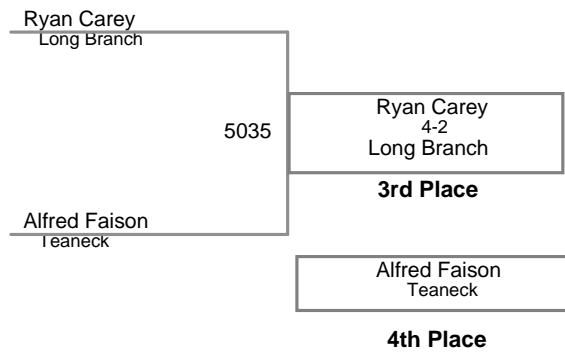 Ryan Carey
Long Branch
5035
Ryan Carey
4-2
Long Branch
3rd Place
Alfred Faison
Teaneck
Alfred Faison
Teaneck
4th Place